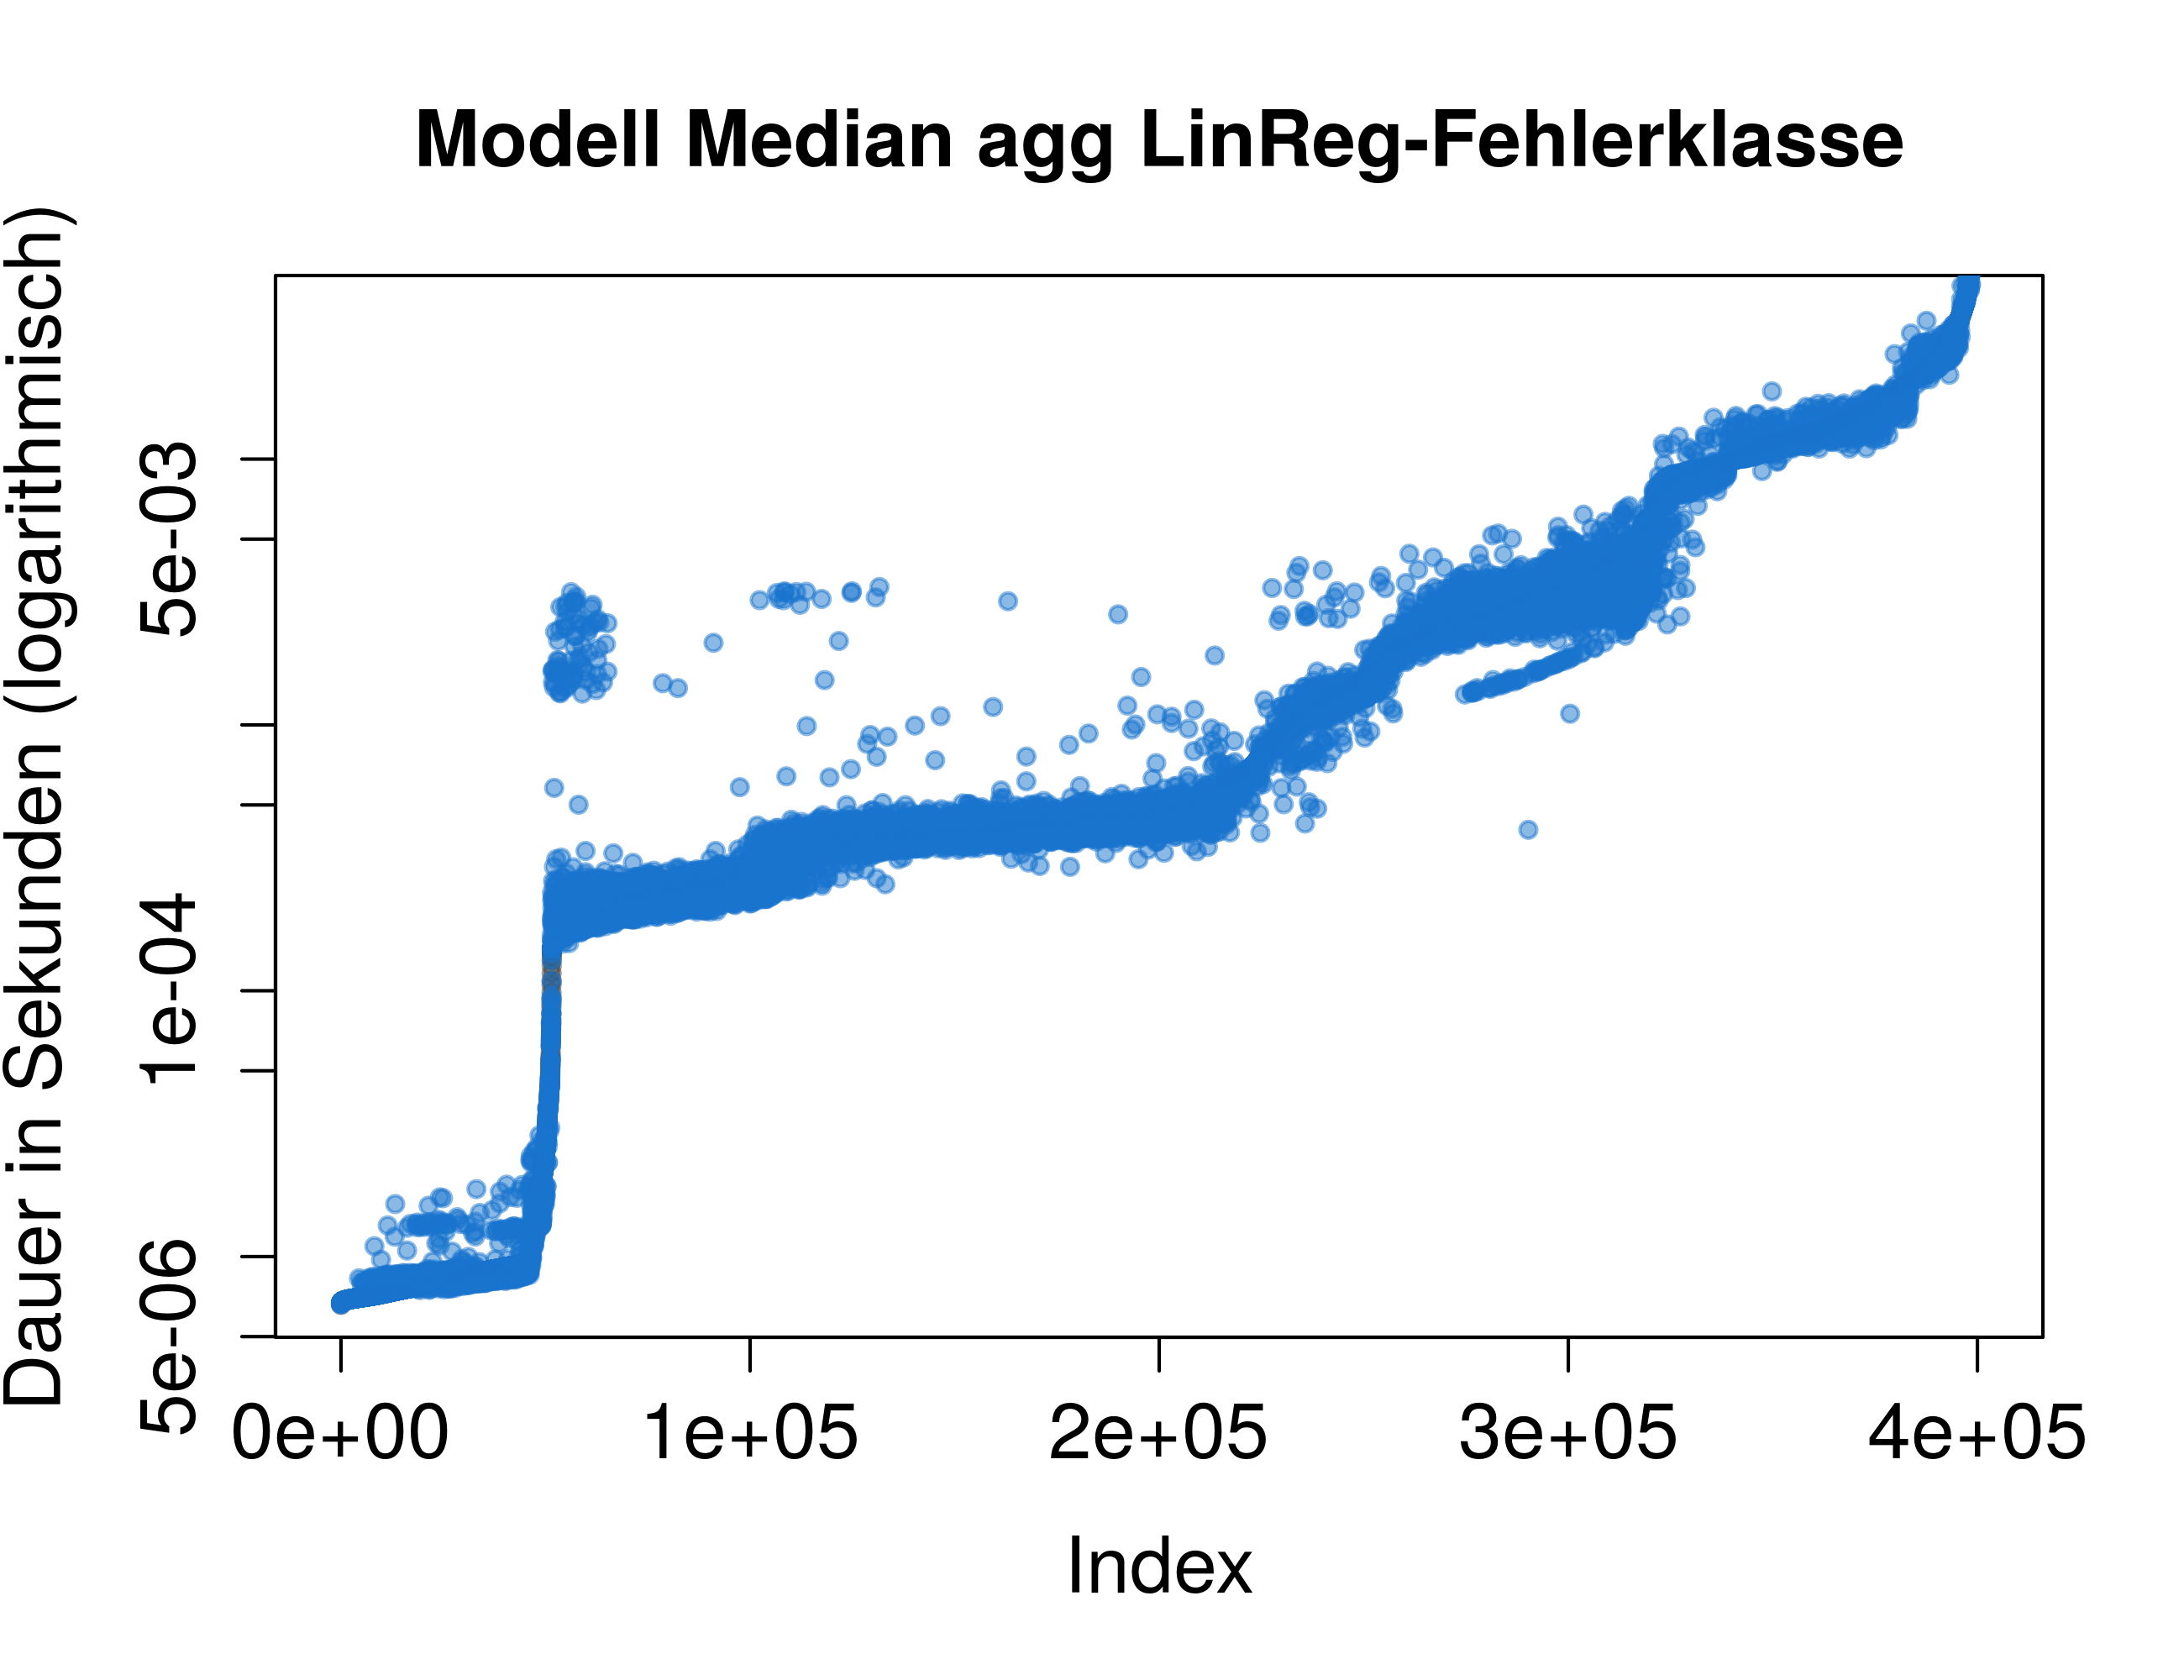 Modell Median agg LinReg-Fehlerklasse
Dauer in Sekunden (logarithmisch)
5e-03
1e-04
5e-06
0e+00 1e+05 2e+05 3e+05 4e+05
Index